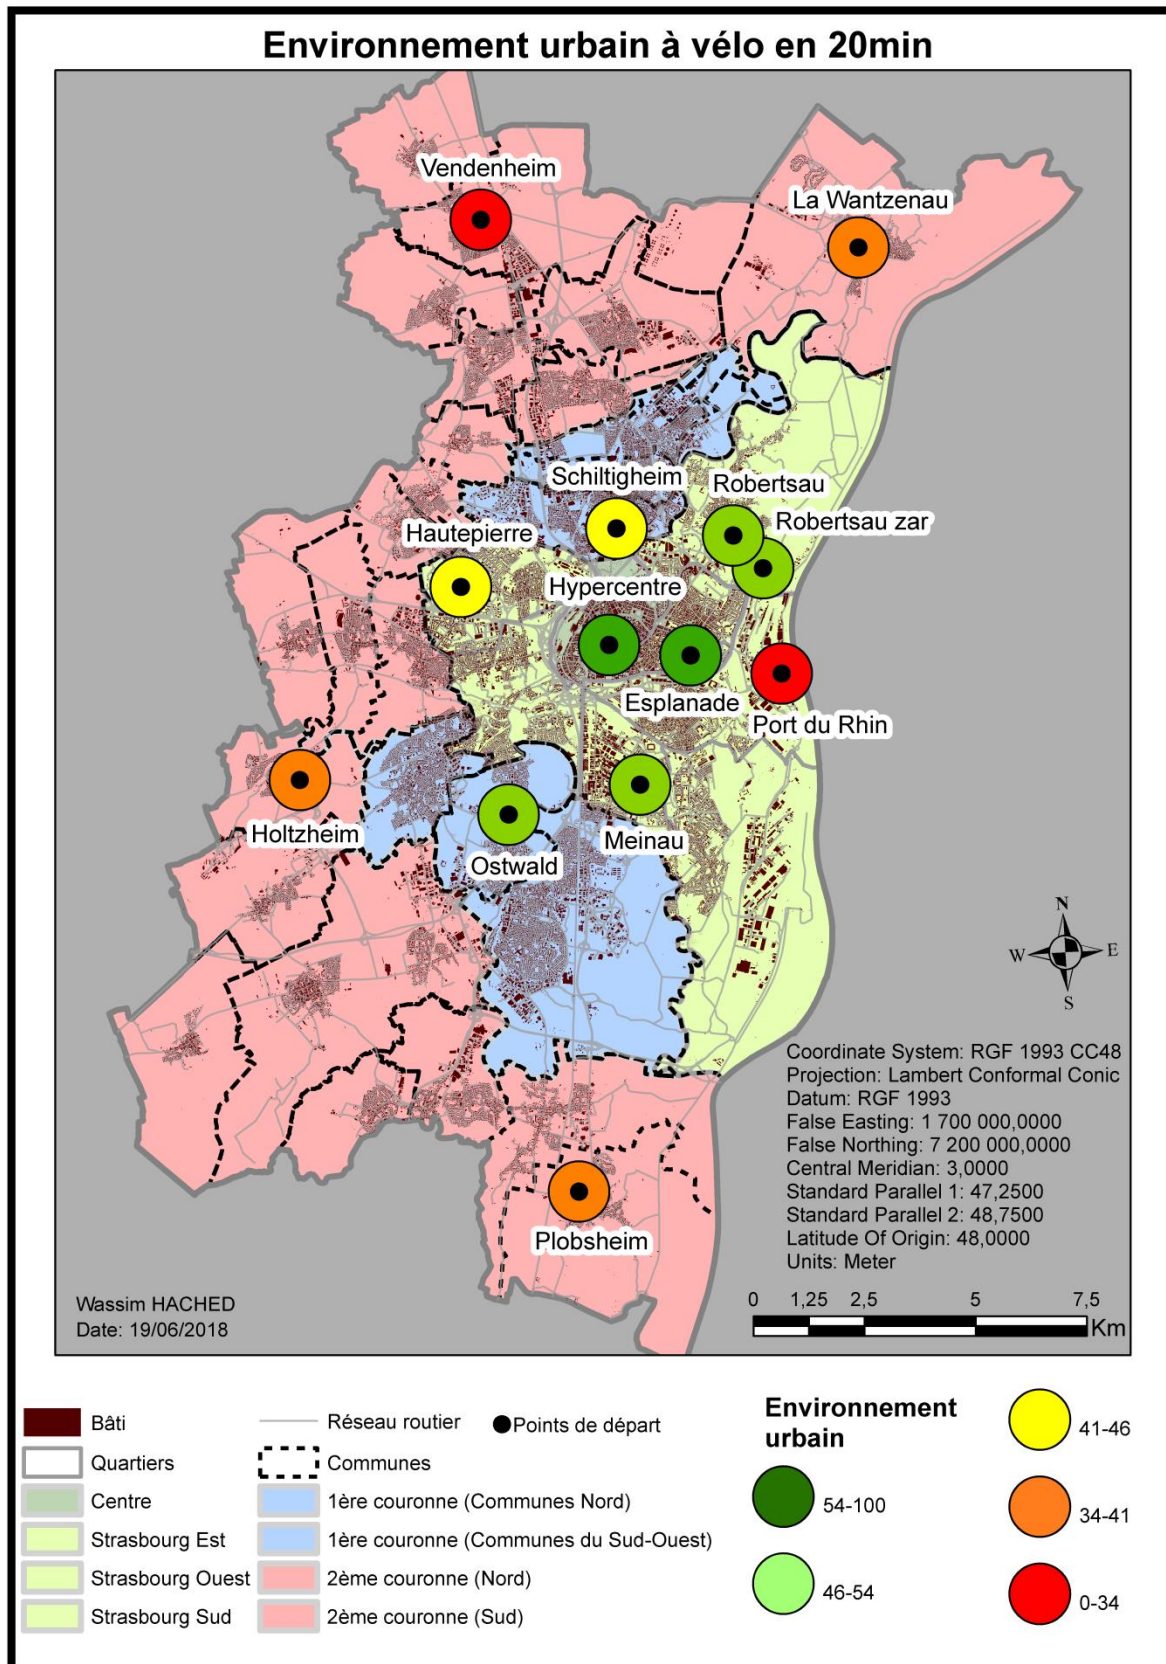 Environnement urbain à vélo en 20min
Vendenheim
La Wantzenau
Schiltigheim
Robertsau
Robertsau zar
Hautepierre
Hypercentre
Esplanade
Port du Rhin
Holtzheim
Meinau
Ostwald
N
W
E
S
Plobsheim
Coordinate System: RGF 1993 CC48
Projection: Lambert Conformal Conic
Datum: RGF 1993
False Easting: 1 700 000,0000
False Northing: 7 200 000,0000
Central Meridian: 3,0000
Standard Parallel 1: 47,2500
Standard Parallel 2: 48,7500
Latitude Of Origin: 48,0000
Units: Meter
0 1,25 2,5 5 7,5
Km
Wassim HACHED
Date: 19/06/2018
Bâti
Quartiers
Centre
Strasbourg Est
Strasbourg Ouest
Strasbourg Sud
Réseau routier
Points de départ
Communes
1ère couronne (Communes Nord)
1ère couronne (Communes du Sud-Ouest)
2ème couronne (Nord)
2ème couronne (Sud)
Environnement
urbain
54-100
46-54
41-46
34-41
0-34